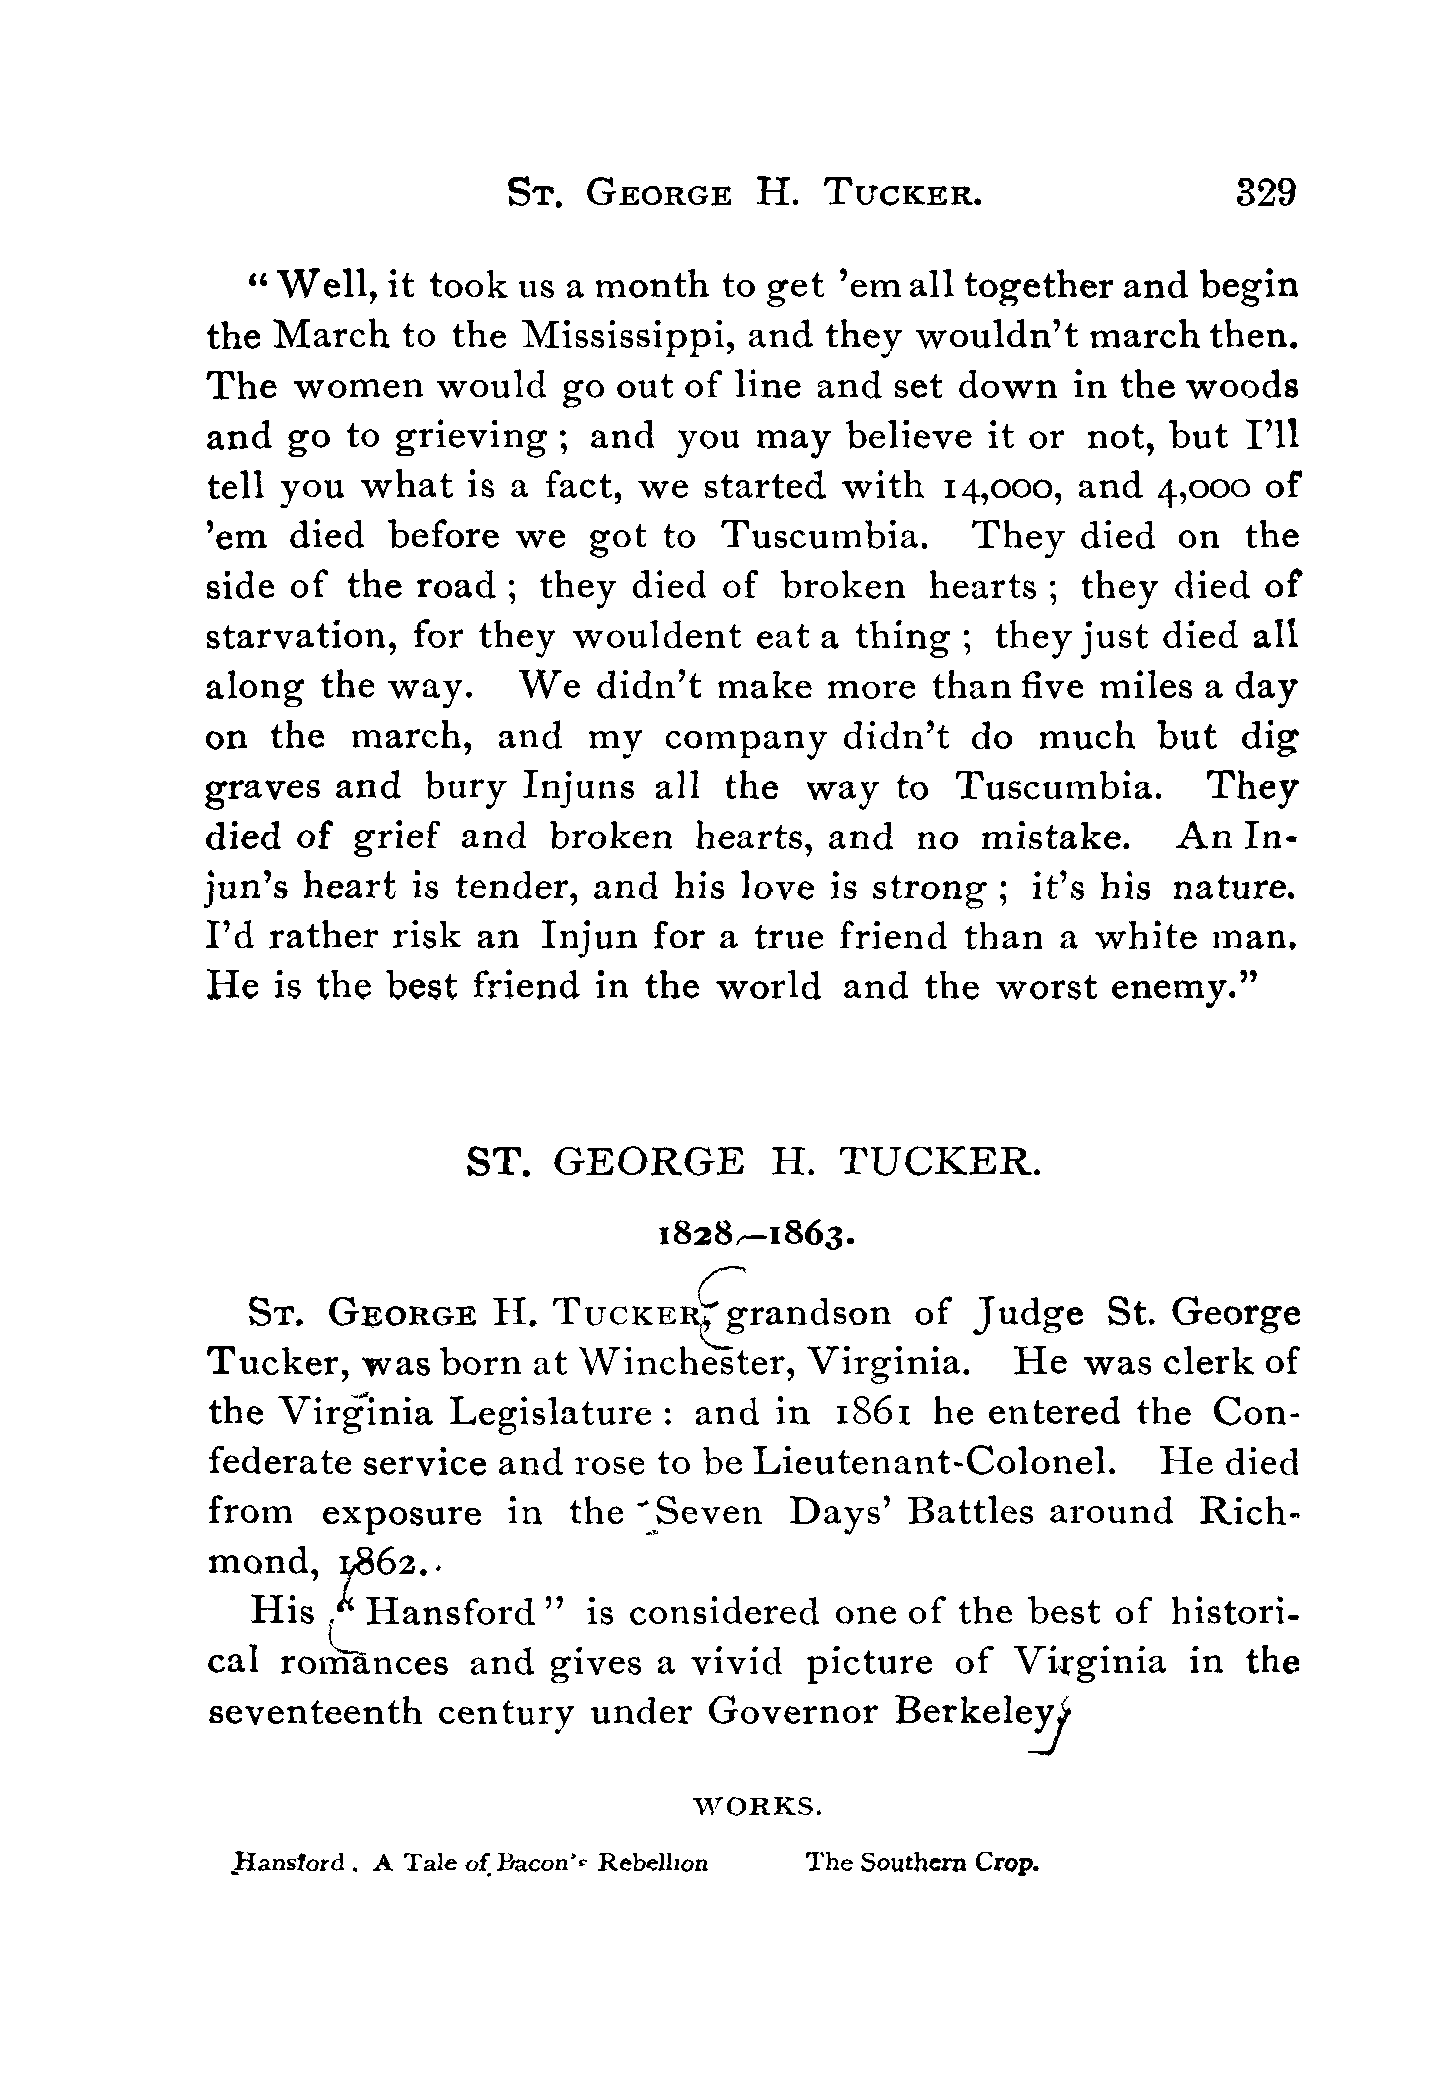 St. George H. Tucker. 329
“Well, it took us a month to get ’em all together and begin
the March to the Mississippi, and they wouldn’t march then.
The women would go out of line and set down in the woods
and go to grieving; and you may believe it or not, but I’ll
tell you what is a fact, we started with 14,000, and 4,000 of
’em died before we got to Tuscumbia. They died on the
side of the road; they died of broken hearts; they died of
starvation, for they wouldent eat a thing; they just died all
along the way. We didn’t make more than five miles a day
on the march, and my company didn’t do much but dig
graves and bury Injuns all the way to Tuscumbia. They
died of grief and broken hearts, and no mistake. An In-
jun’s heart is tender, and his love is strong; it’s his nature.
I’d rather risk an Injun for a true friend than a white man.
He is the best friend in the world and the worst enemy.”
ST. GEORGE H. TUCKER.
1828–1863.
St. George H. Tucker, grandson of Judge St. George
Tucker, was born at Winchester, Virginia. He was clerk of
the Virginia Legislature: and in 1861 he entered the Con-
federate service and rose to be Lieutenant-Colonel. He died
from exposure in the Seven Days’ Battles around Rich-
mond, 1862.
His “Hansford” is considered one of the best of histori-
cal romances and gives a vivid picture of Virginia in the
seventeenth century under Governor Berkeley.
WORKS.
Hansford. A Tale of Bacon’s Rebellion The Southern Crop.